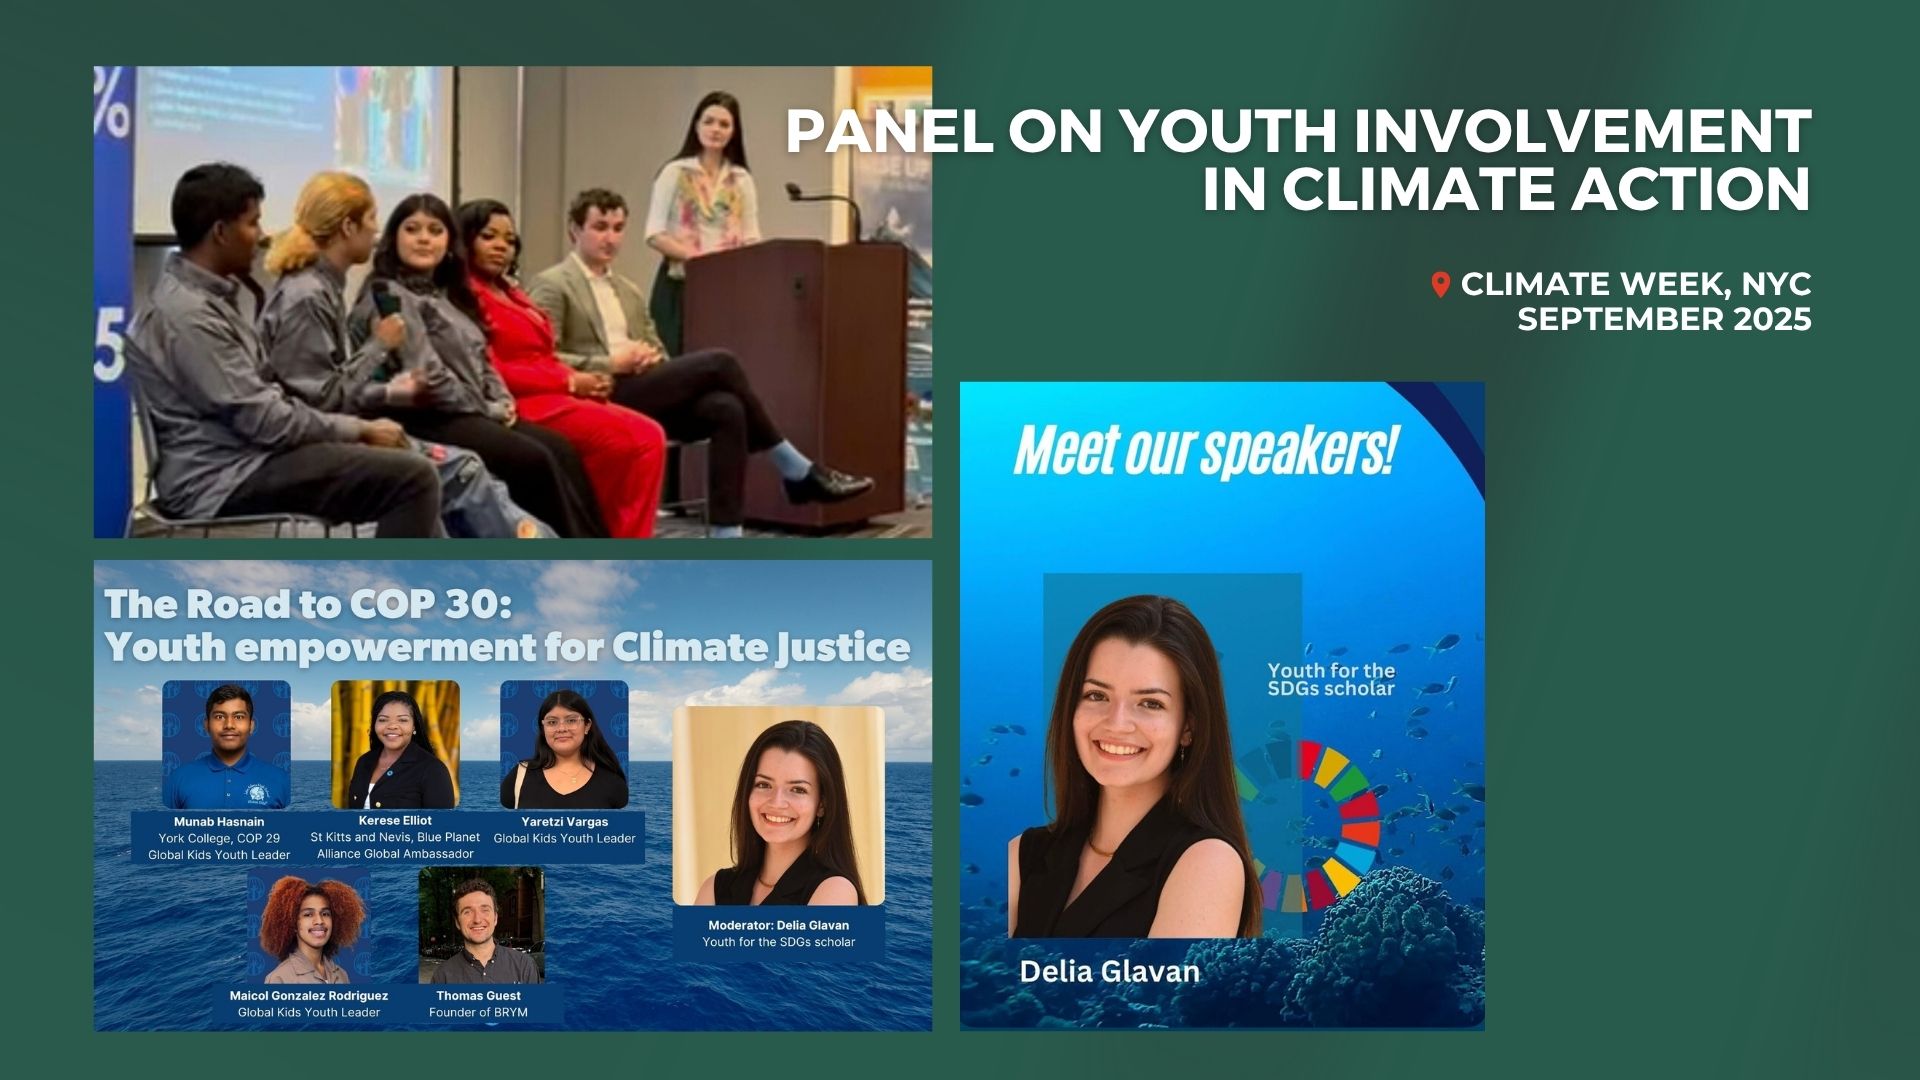 PANEL ON YOUTH INVOLVEMENT
IN CLIMATE ACTION
CLIMATE WEEK, NYC
SEPTEMBER 2025
%
5
The Road to COP 30:
Youth empowerment for Climate Justice
Munab Hasnain
York College, COP 29
Global Kids Youth Leader
Kerese Elliot
St Kitts and Nevis, Blue Planet
Alliance Global Ambassador
Yaretzi Vargas
Global Kids Youth Leader
Maicol Gonzalez Rodriguez
Global Kids Youth Leader
Thomas Guest
Founder of BRYM
Moderator: Delia Glavan
Youth for the SDGs scholar
Meet our speakers!
Youth for the
SDGs scholar
Delia Glavan